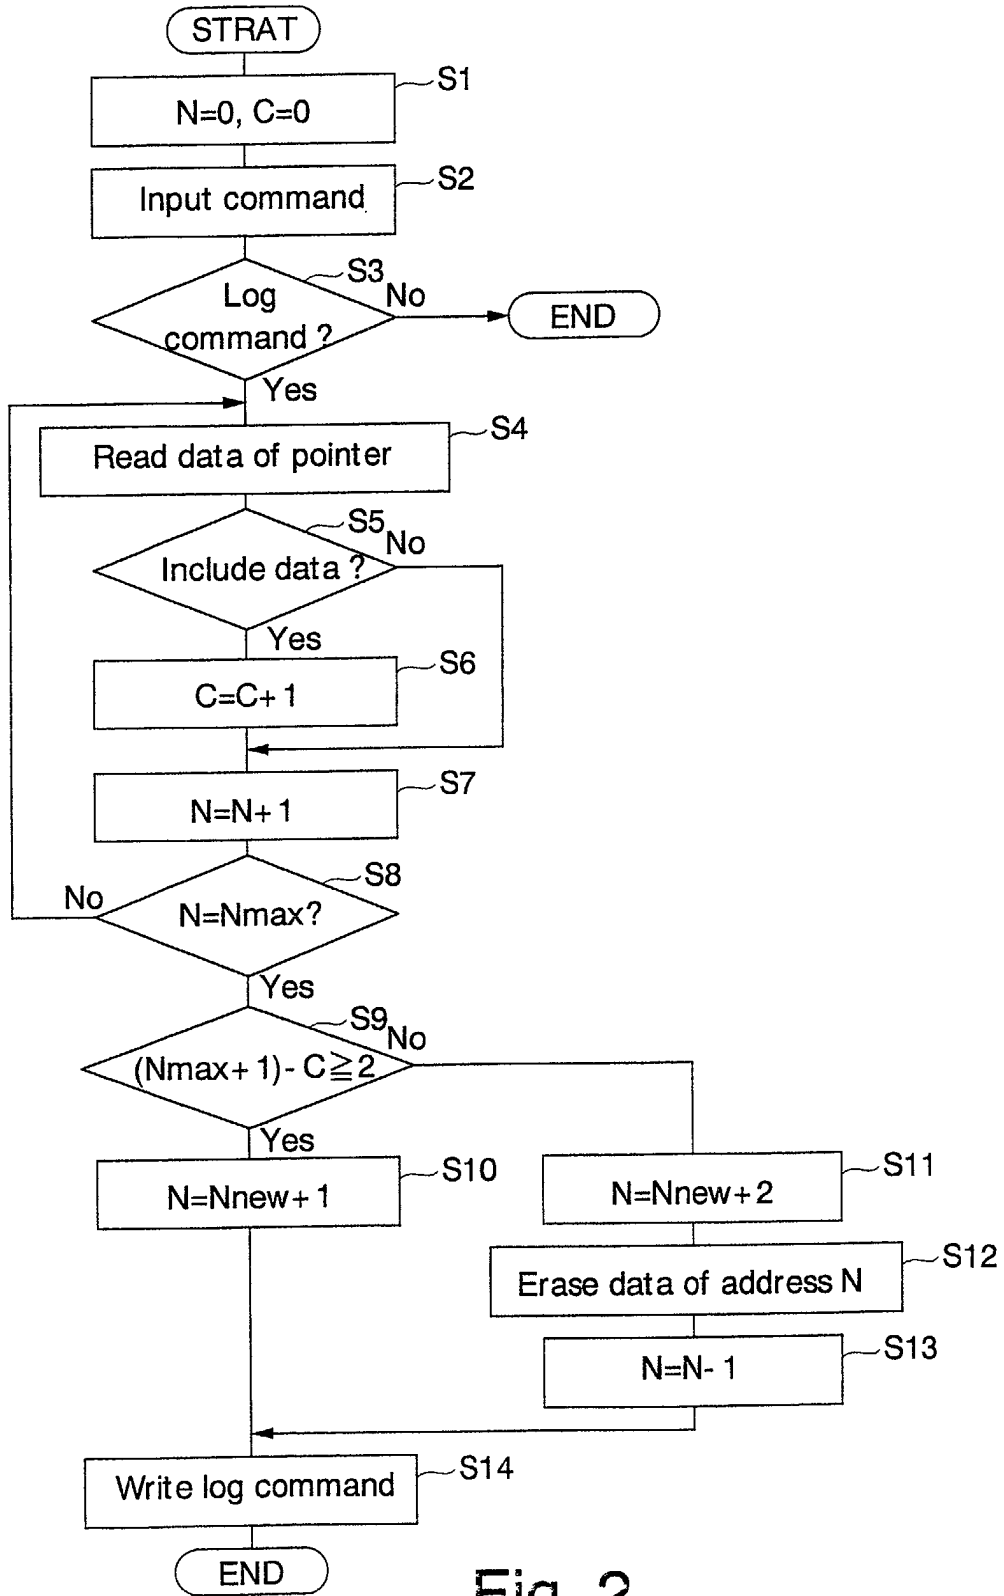 STRAT
S1
N=0, C=0
S2
Input command
S3
Log
command ?
No
END
Yes
S4
Read data of pointer
S5
No
Include data ?
Yes
S6
C=C+ 1
S7
N=N+ 1
S8
No
N=Nmax?
Yes
S9
No
(Nmax+ 1) - C≧2
Yes
S10
N=Nnew+ 1
S11
N=Nnew+2
S12
Erase data of address N
S13
N=N- 1
S14
Write log command
END
Fig. 2